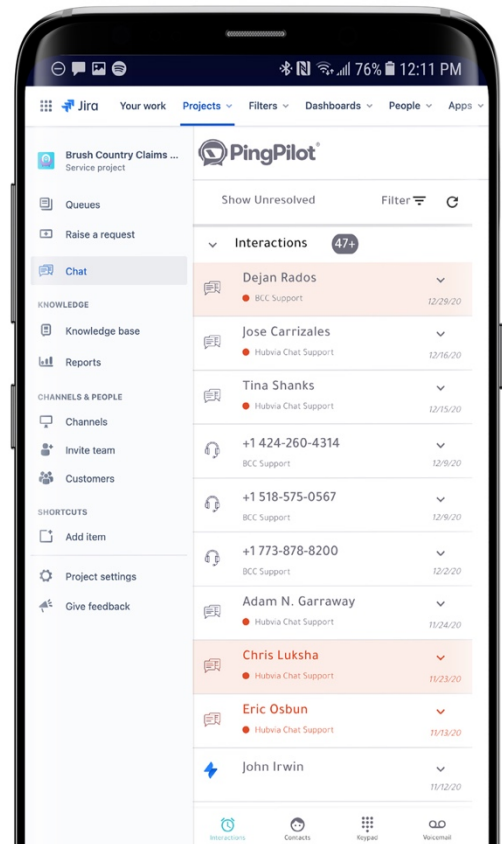 76% 12:11 PM
Jira Your work Projects Filters Dashboards People Apps
Brush Country Claims ...
Service project
Queues
Raise a request
Chat
KNOWLEDGE
Knowledge base
Reports
CHANNELS & PEOPLE
Channels
Invite team
Customers
SHORTCUTS
Add item
Project settings
Give feedback
PingPilot
Show Unresolved Filter
Interactions 47+
Dejan Rados
BCC Support 12/29/20
Jose Carrizales
Hubvia Chat Support 12/16/20
Tina Shanks
Hubvia Chat Support 12/15/20
+1 424-260-4314
BCC Support 12/9/20
+1 518-575-0567
BCC Support 12/9/20
+1 773-878-8200
BCC Support 12/2/20
Adam N. Garraway
Hubvia Chat Support 11/24/20
Chris Luksha
Hubvia Chat Support 11/23/20
Eric Osbun
Hubvia Chat Support 11/13/20
John Irwin
11/12/20
Interactions Contacts Keypad Voicemail